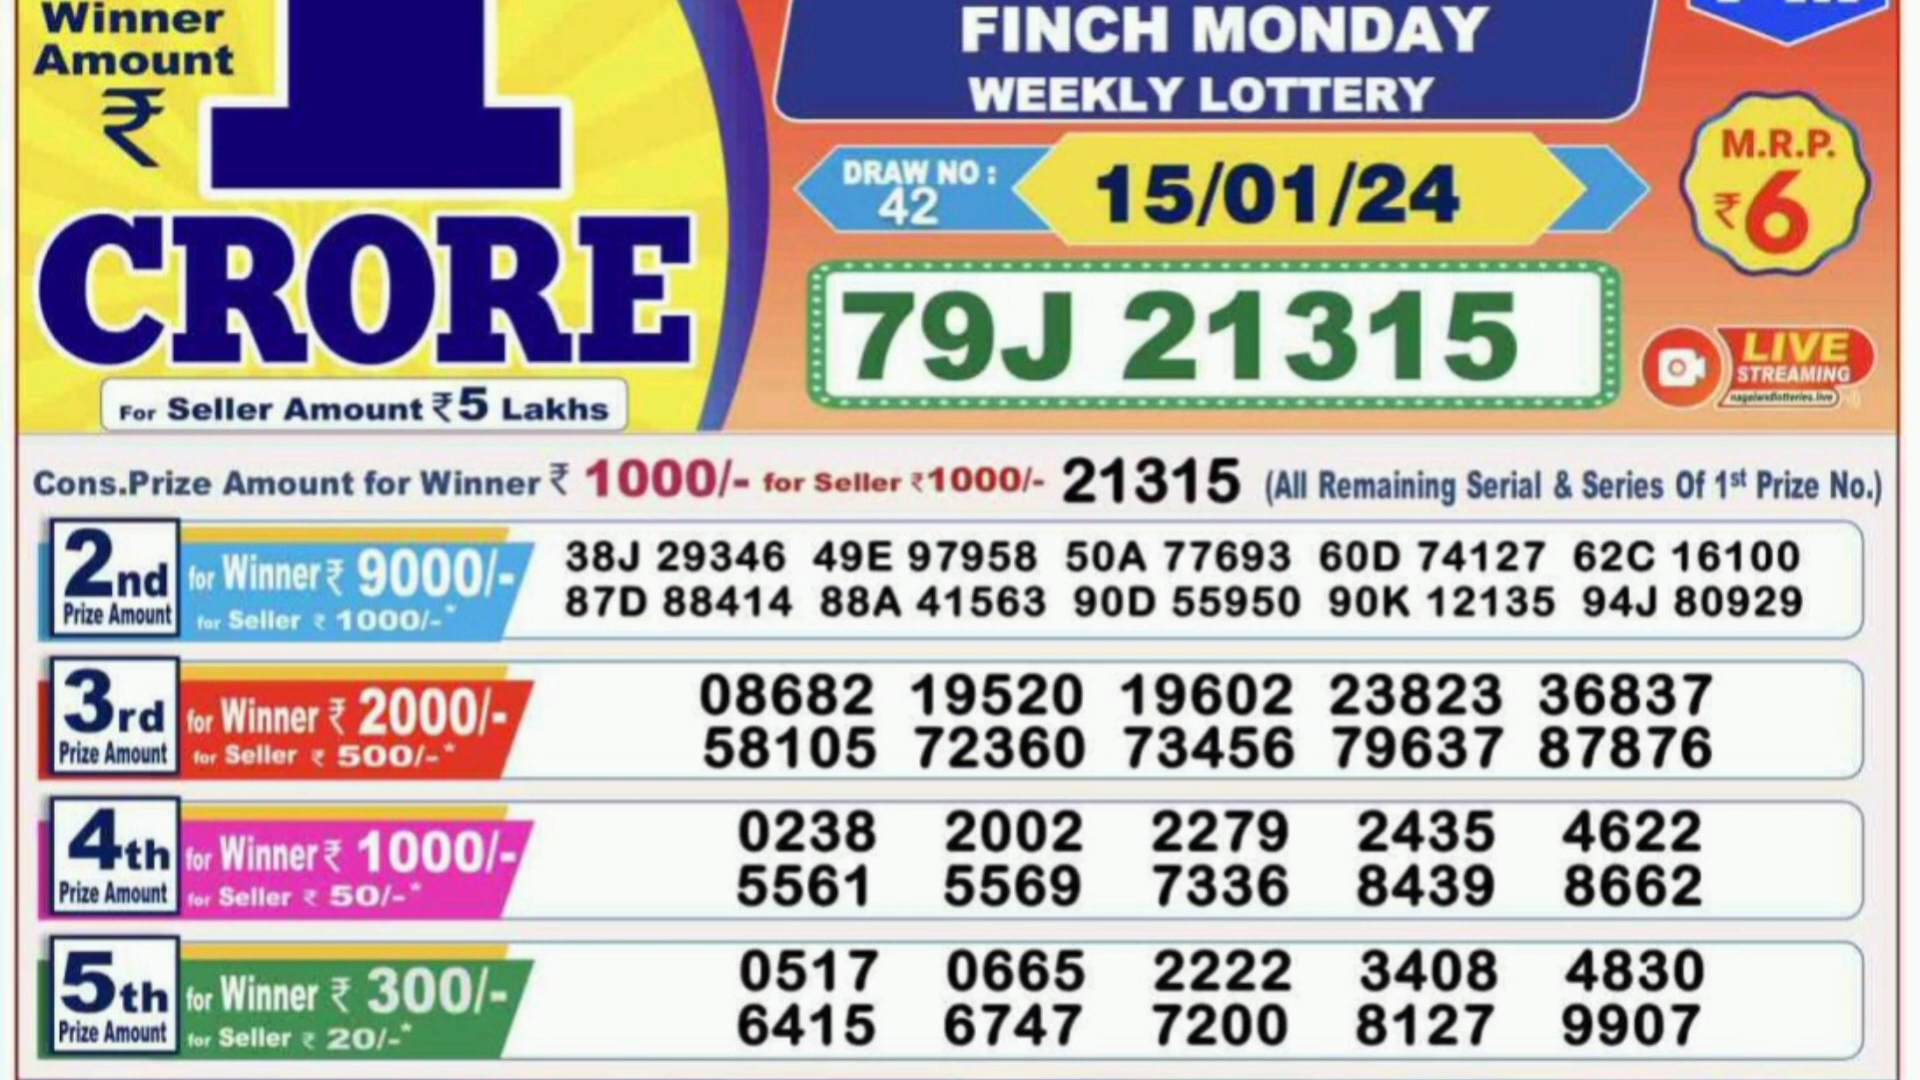 Winner
Amount
₹
1
CRORE
For Seller Amount ₹5 Lakhs
FINCH MONDAY
WEEKLY LOTTERY
DRAW NO :
42
15/01/24
M.R.P.
₹6
79J 21315
LIVE
STREAMING
nagalandlotteries.live
Cons.Prize Amount for Winner ₹ 1000/- for Seller ₹1000/- 21315 (All Remaining Serial & Series Of 1st Prize No.)
2nd
Prize Amount
for Winner ₹ 9000/-
for Seller ₹ 1000/-*
38J 29346 49E 97958 50A 77693 60D 74127 62C 16100
87D 88414 88A 41563 90D 55950 90K 12135 94J 80929
3rd
Prize Amount
for Winner ₹ 2000/-
for Seller ₹ 500/-*
08682 19520 19602 23823 36837
58105 72360 73456 79637 87876
4th
Prize Amount
for Winner ₹ 1000/-
for Seller ₹ 50/-*
0238 2002 2279 2435 4622
5561 5569 7336 8439 8662
5th
Prize Amount
for Winner ₹ 300/-
for Seller ₹ 20/-*
0517 0665 2222 3408 4830
6415 6747 7200 8127 9907